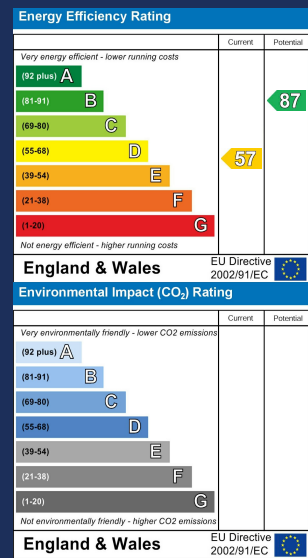 Energy Efficiency Rating
Current Potential
Very energy efficient - lower running costs
(92 plus) A
(81-91) B
87
(69-80) C
(55-68) D
57
(39-54) E
(21-38) F
(1-20) G
Not energy efficient - higher running costs
England & Wales
EU Directive
2002/91/EC
Environmental Impact (CO₂) Rating
Current Potential
Very environmentally friendly - lower CO2 emissions
(92 plus) A
(81-91) B
(69-80) C
(55-68) D
(39-54) E
(21-38) F
(1-20) G
Not environmentally friendly - higher CO2 emissions
England & Wales
EU Directive
2002/91/EC